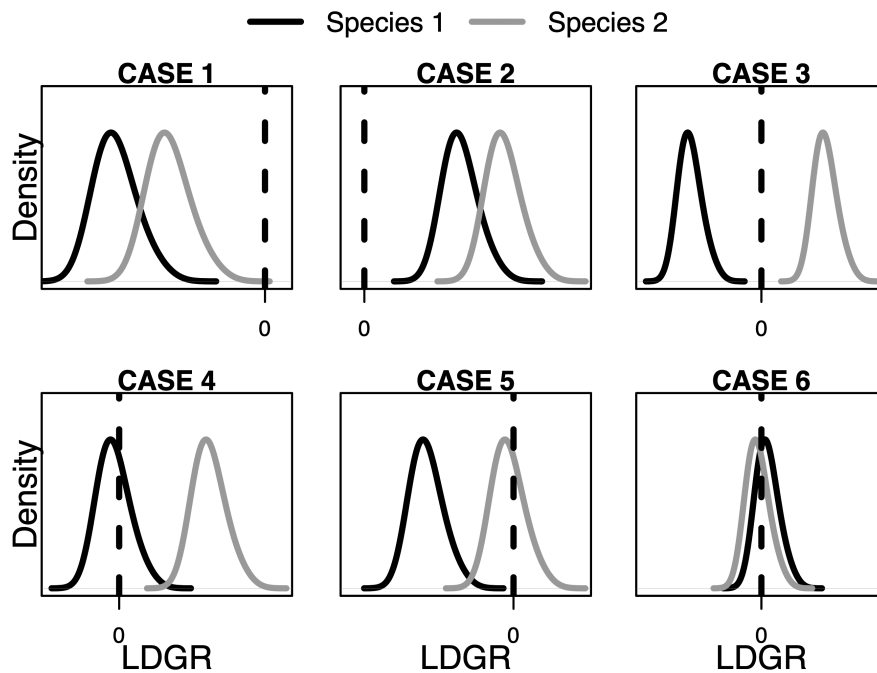 Species 1 Species 2
CASE 1 CASE 2 CASE 3
Density
0 0 0
CASE 4 CASE 5 CASE 6
Density
0 0 0
LDGR LDGR LDGR